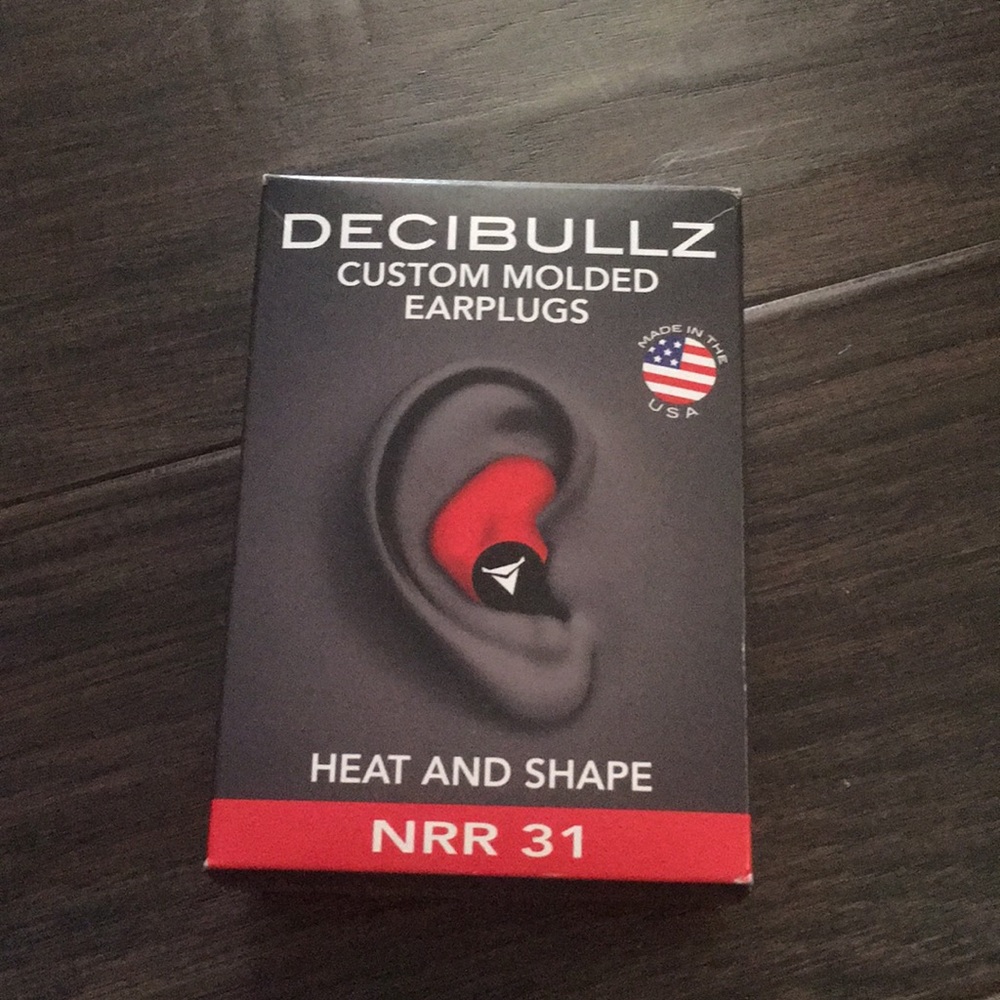 DECIBULLZ
CUSTOM MOLDED
EARPLUGS
MADE IN THE
USA
HEAT AND SHAPE
NRR 31